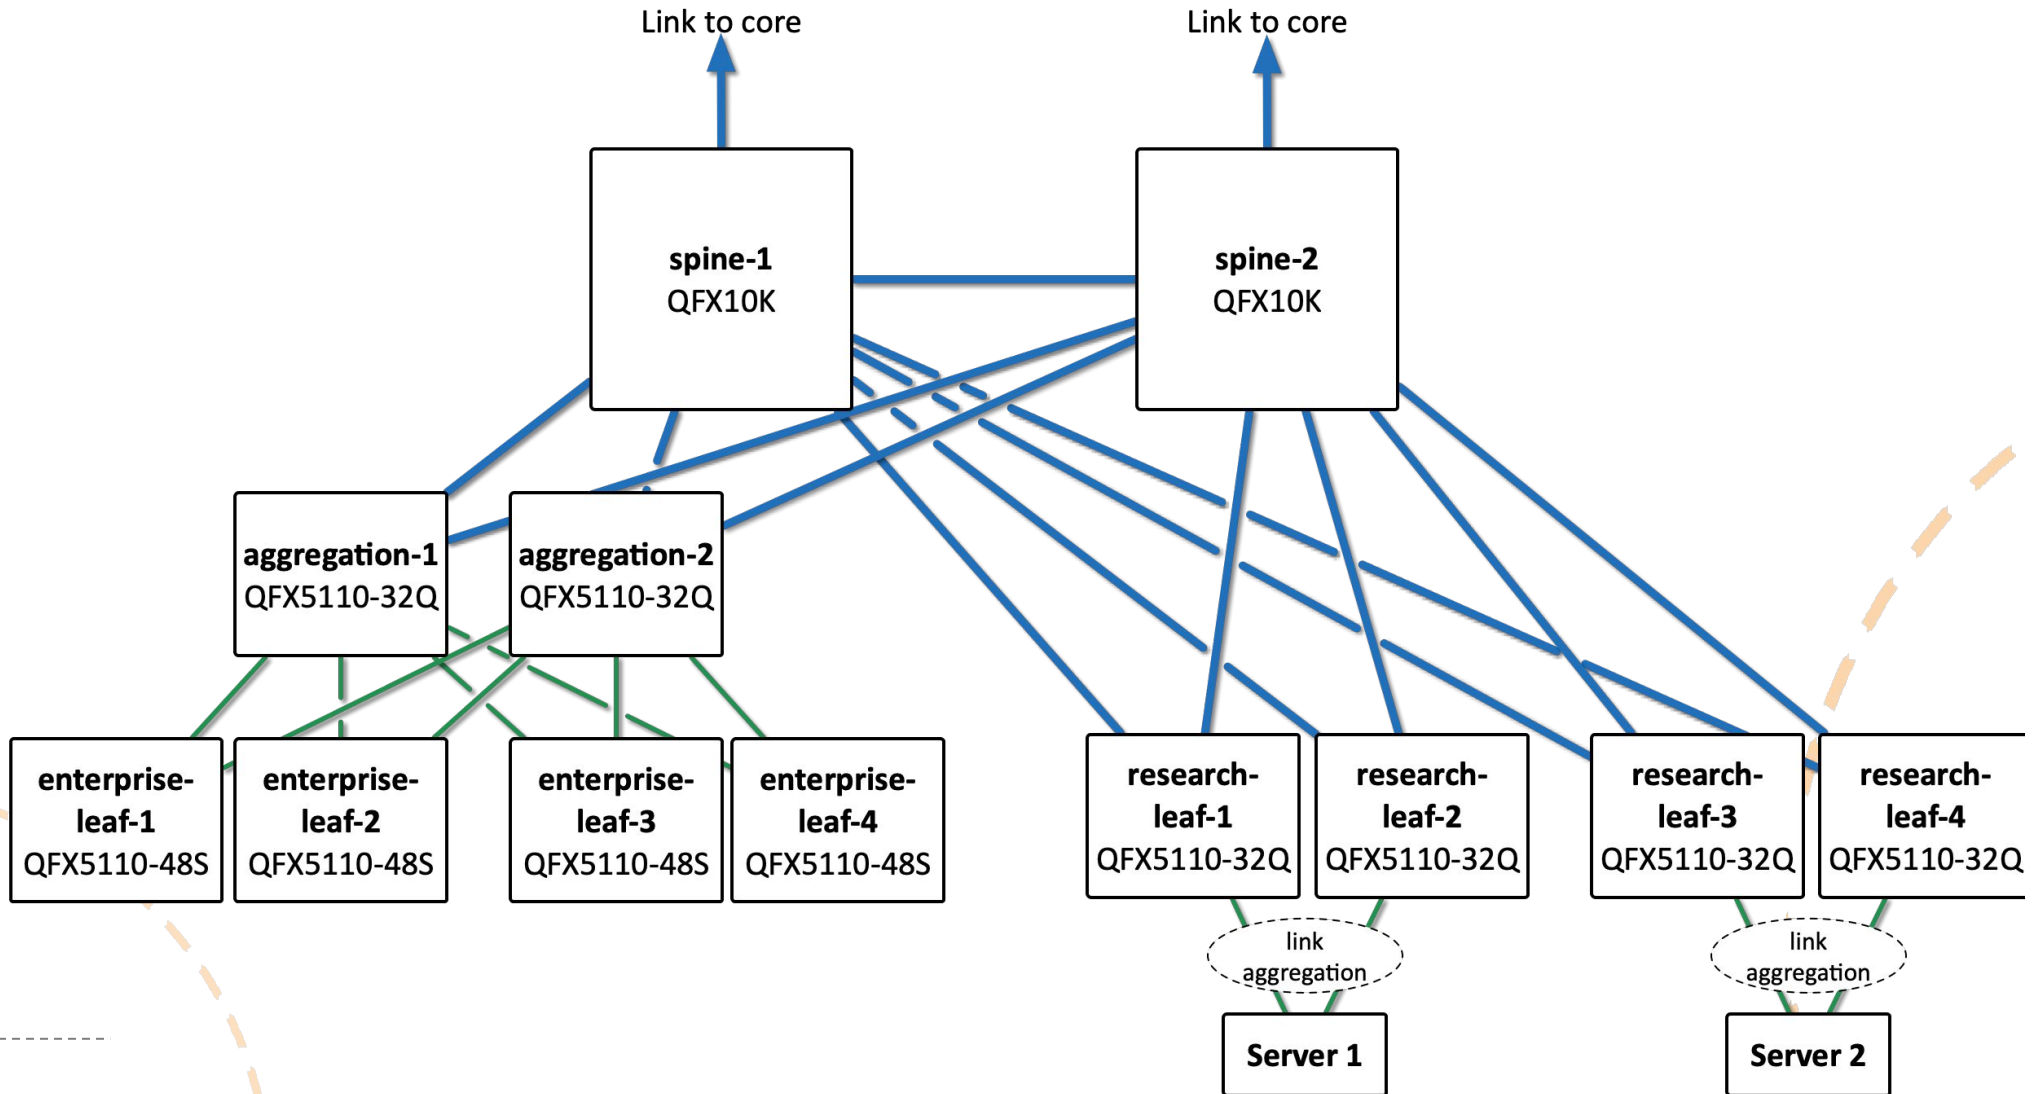 Link to core
Link to core
spine-1
QFX10K
spine-2
QFX10K
aggregation-1
QFX5110-32Q
aggregation-2
QFX5110-32Q
enterprise-
leaf-1
QFX5110-48S
enterprise-
leaf-2
QFX5110-48S
enterprise-
leaf-3
QFX5110-48S
enterprise-
leaf-4
QFX5110-48S
research-
leaf-1
QFX5110-32Q
research-
leaf-2
QFX5110-32Q
research-
leaf-3
QFX5110-32Q
research-
leaf-4
QFX5110-32Q
link
aggregation
link
aggregation
Server 1
Server 2